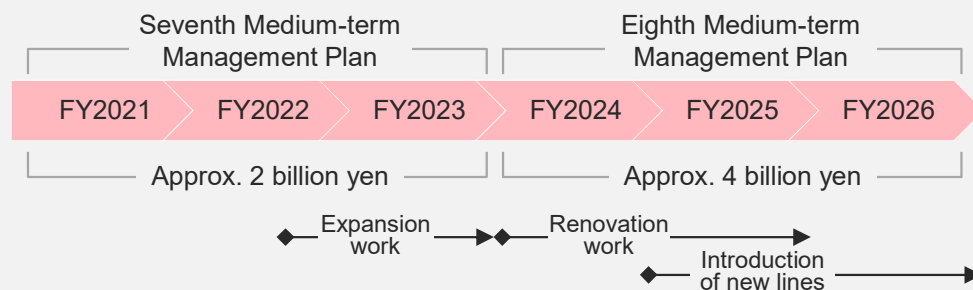 Seventh Medium-term
Management Plan
Eighth Medium-term
Management Plan
FY2021 FY2022 FY2023 FY2024 FY2025 FY2026
Approx. 2 billion yen Approx. 4 billion yen
Expansion
work
Renovation
work
Introduction
of new lines